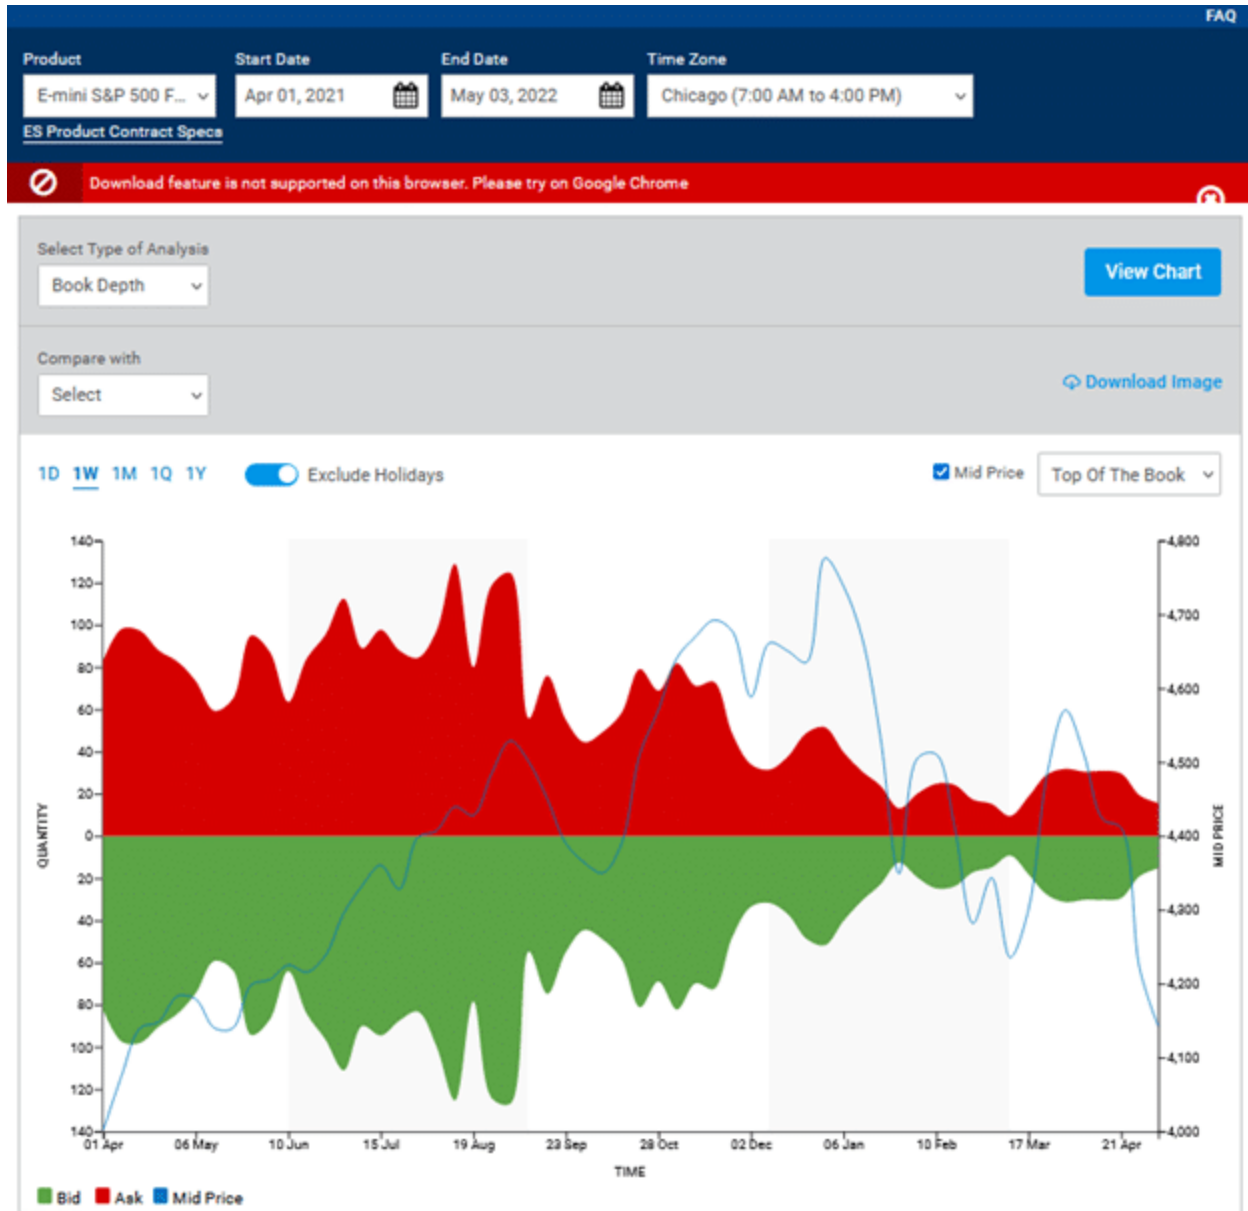 FAQ
Product Start Date End Date Time Zone
E-mini S&P 500 F... Apr 01, 2021 May 03, 2022 Chicago (7:00 AM to 4:00 PM)
ES Product Contract Specs
Download feature is not supported on this browser. Please try on Google Chrome
Select Type of Analysis
Book Depth View Chart
Compare with
Select Download Image
1D 1W 1M 1Q 1Y Exclude Holidays Mid Price Top Of The Book
140 4,800
120
100 4,700
80
60 4,600
40
20 4,500
0 4,400
QUANTITY MID PRICE
20
40 4,300
60
80 4,200
100 4,100
120
140 4,000
01 Apr 06 May 10 Jun 15 Jul 19 Aug 23 Sep 28 Oct 02 Dec 06 Jan 10 Feb 17 Mar 21 Apr
TIME
Bid Ask Mid Price